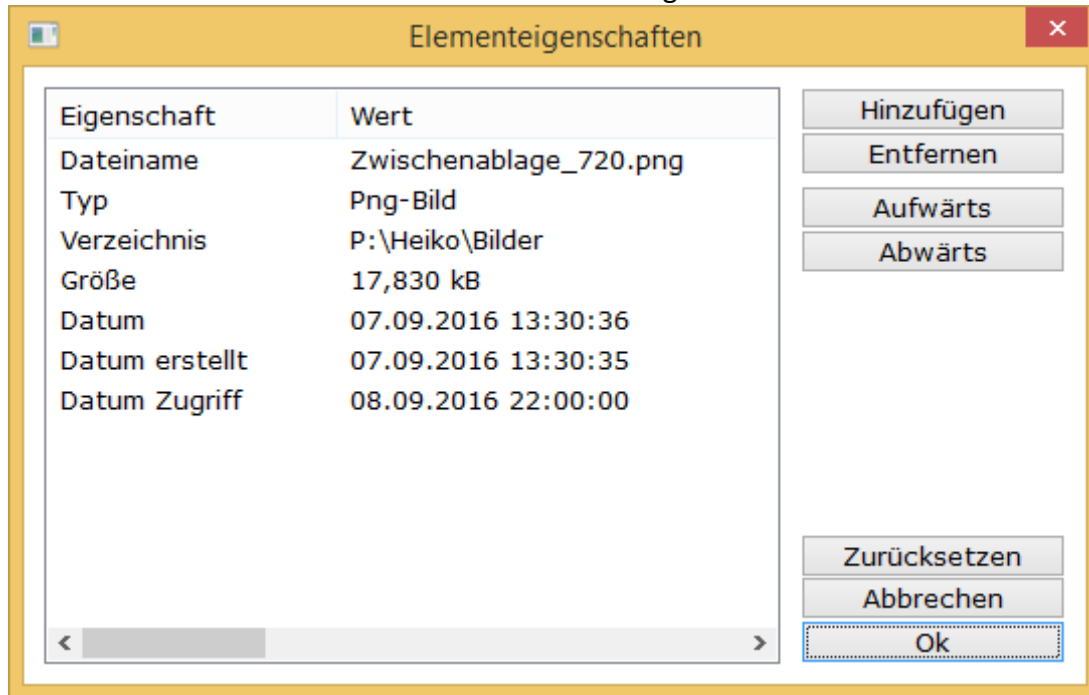 Elementeigenschaften
Eigenschaft Wert
Dateiname Zwischenablage_720.png
Typ Png-Bild
Verzeichnis P:\Heiko\Bilder
Größe 17,830 kB
Datum 07.09.2016 13:30:36
Datum erstellt 07.09.2016 13:30:35
Datum Zugriff 08.09.2016 22:00:00
Hinzufügen
Entfernen
Aufwärts
Abwärts
Zurücksetzen
Abbrechen
Ok